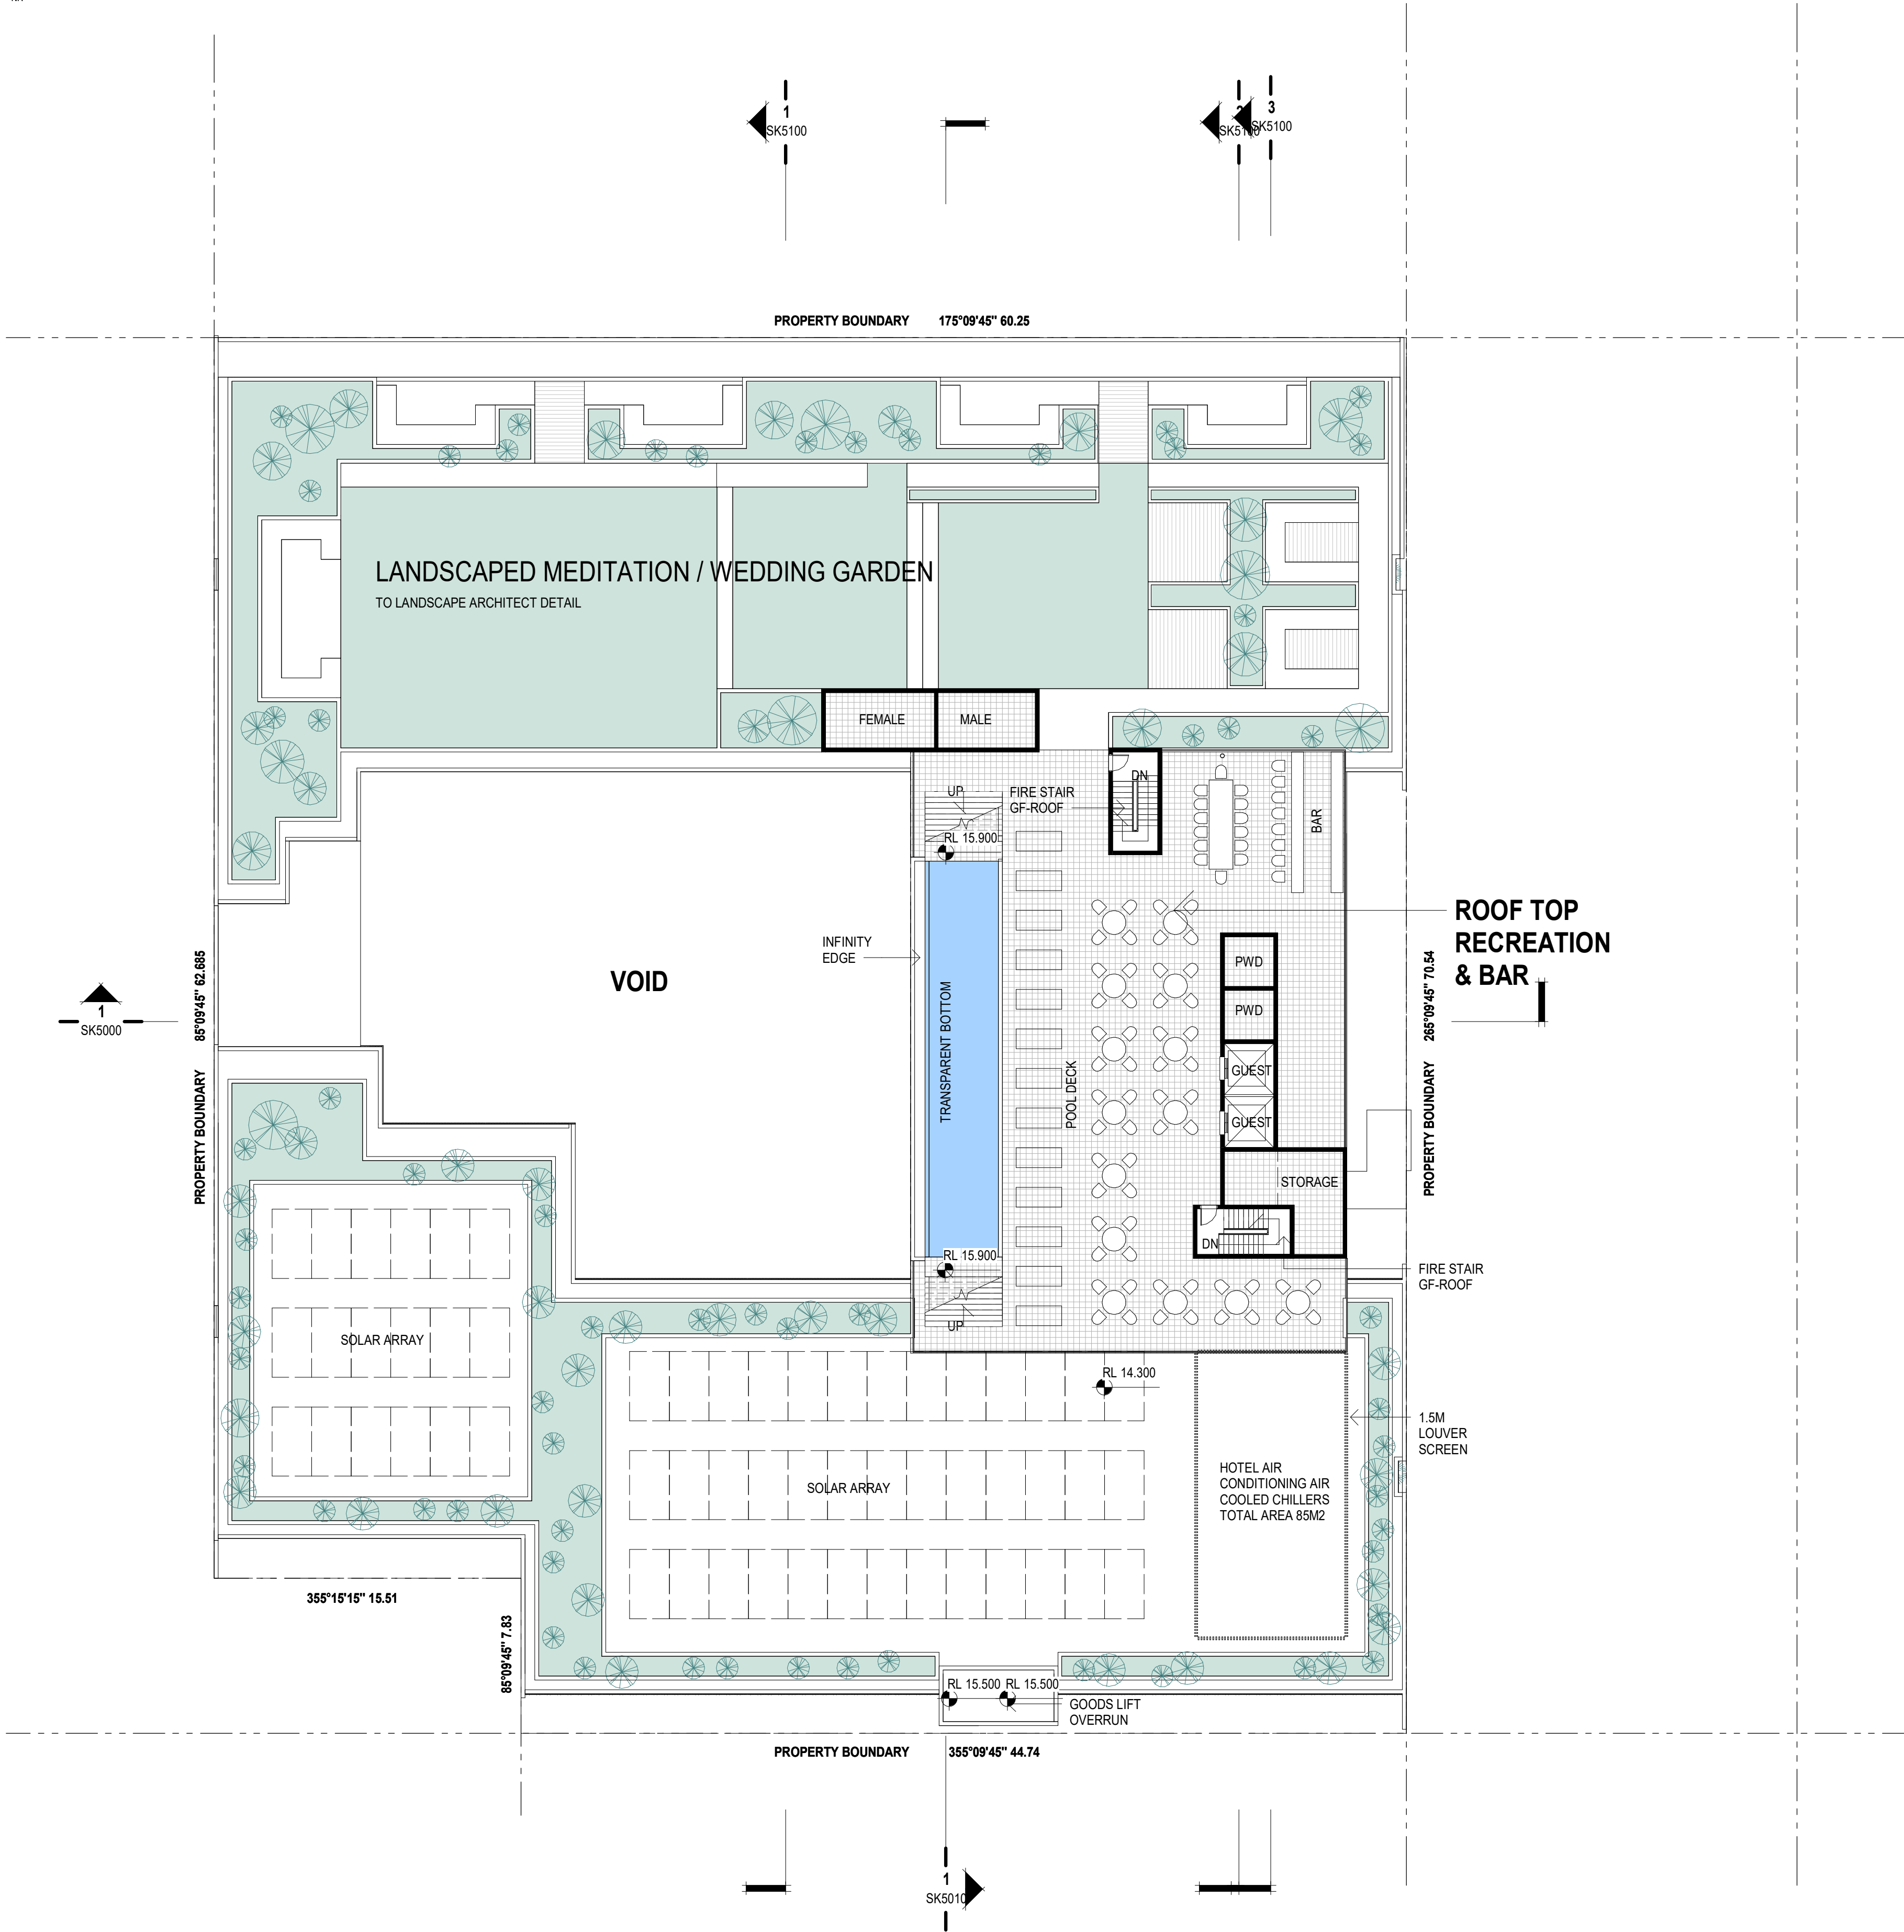 1
SK5100
SK5100
3
SK5100
PROPERTY BOUNDARY 175°09'45" 60.25
LANDSCAPED MEDITATION / WEDDING GARDEN
TO LANDSCAPE ARCHITECT DETAIL
FEMALE
MALE
DN
UP
FIRE STAIR
GF-ROOF
RL 15.900
BAR
ROOF TOP
RECREATION
& BAR
INFINITY
EDGE
VOID
TRANSPARENT BOTTOM
POOL DECK
PWD
PWD
GUEST
GUEST
STORAGE
DN
1
SK5000
PROPERTY BOUNDARY 85°09'45" 62.685
PROPERTY BOUNDARY 265°09'45" 70.54
RL 15.900
UP
FIRE STAIR
GF-ROOF
SOLAR ARRAY
RL 14.300
1.5M
LOUVER
SCREEN
SOLAR ARRAY
HOTEL AIR
CONDITIONING AIR
COOLED CHILLERS
TOTAL AREA 85M2
355°15'15" 15.51
85°09'45" 7.83
RL 15.500
RL 15.500
GOODS LIFT
OVERRUN
PROPERTY BOUNDARY 355°09'45" 44.74
1
SK5010